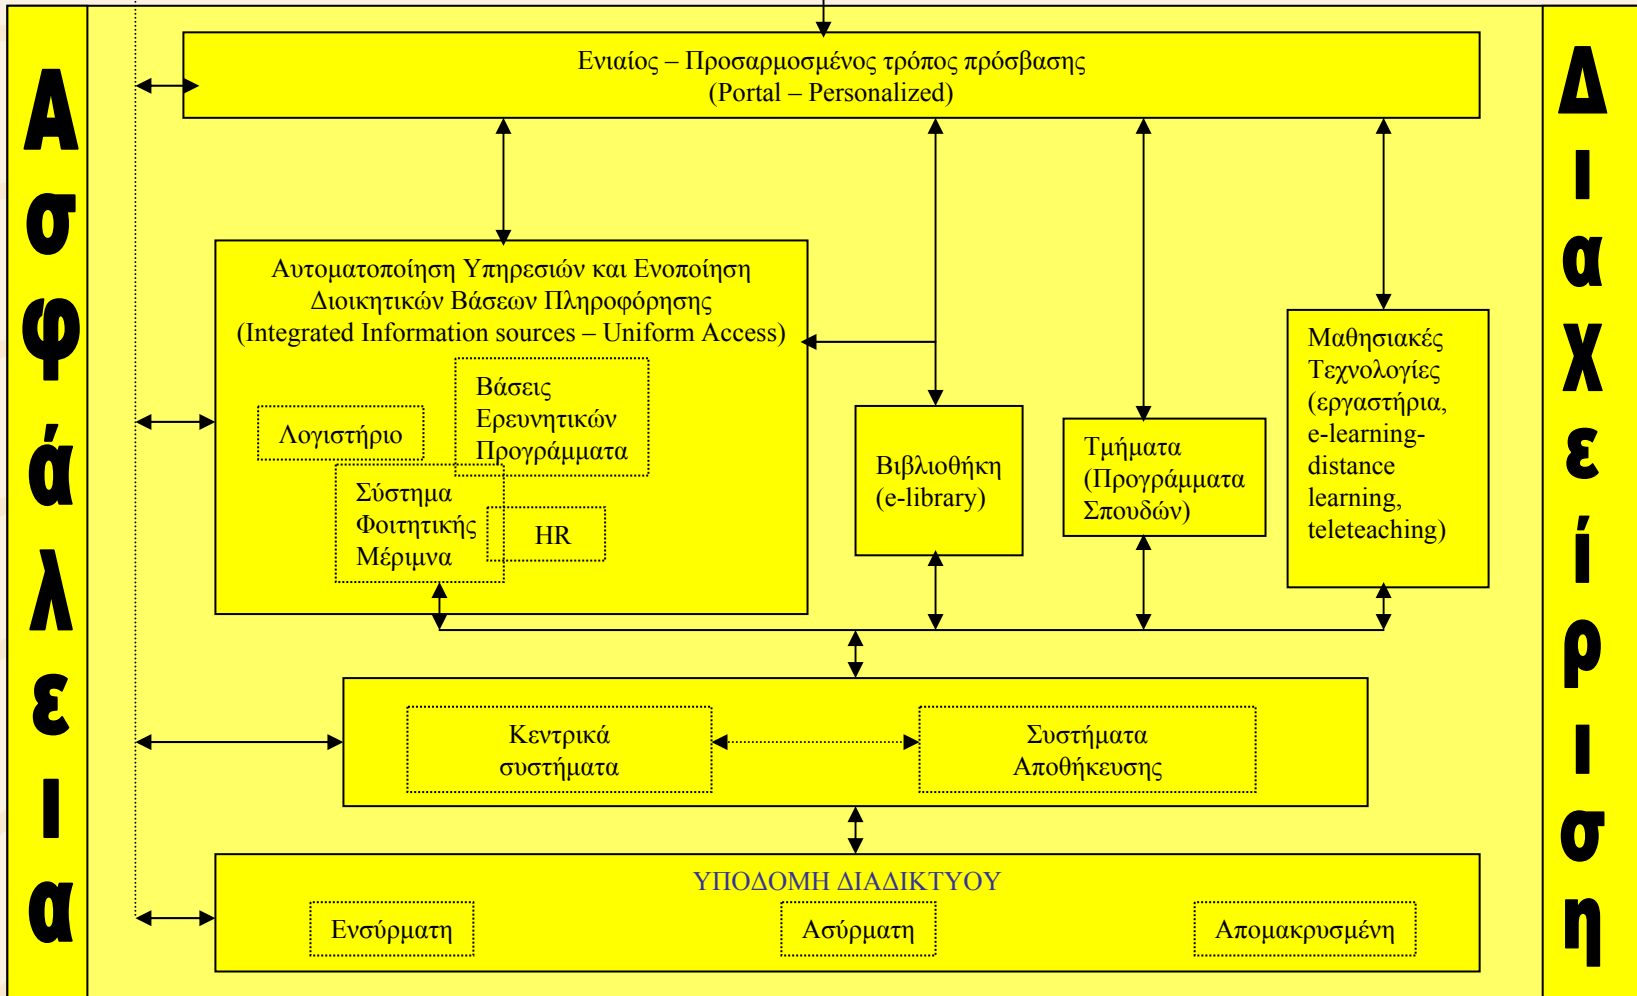 Ασφάλεια
Ενιαίος – Προσαρμοσμένος τρόπος πρόσβασης
(Portal – Personalized)
Αυτοματοποίηση Υπηρεσιών και Ενοποίηση
Διοικητικών Βάσεων Πληροφόρησης
(Integrated Information sources – Uniform Access)
Λογιστήριο
Βάσεις
Ερευνητικών
Προγράμματα
Σύστημα
Φοιτητικής
Μέριμνα
HR
Βιβλιοθήκη
(e-library)
Τμήματα
(Προγράμματα
Σπουδών)
Μαθησιακές
Τεχνολογίες
(εργαστήρια,
e-learning-
distance
learning,
teleteaching)
Κεντρικά
συστήματα
Συστήματα
Αποθήκευσης
ΥΠΟΔΟΜΗ ΔΙΑΔΙΚΤΥΟΥ
Ενσύρματη
Ασύρματη
Απομακρυσμένη
Διαχείριση